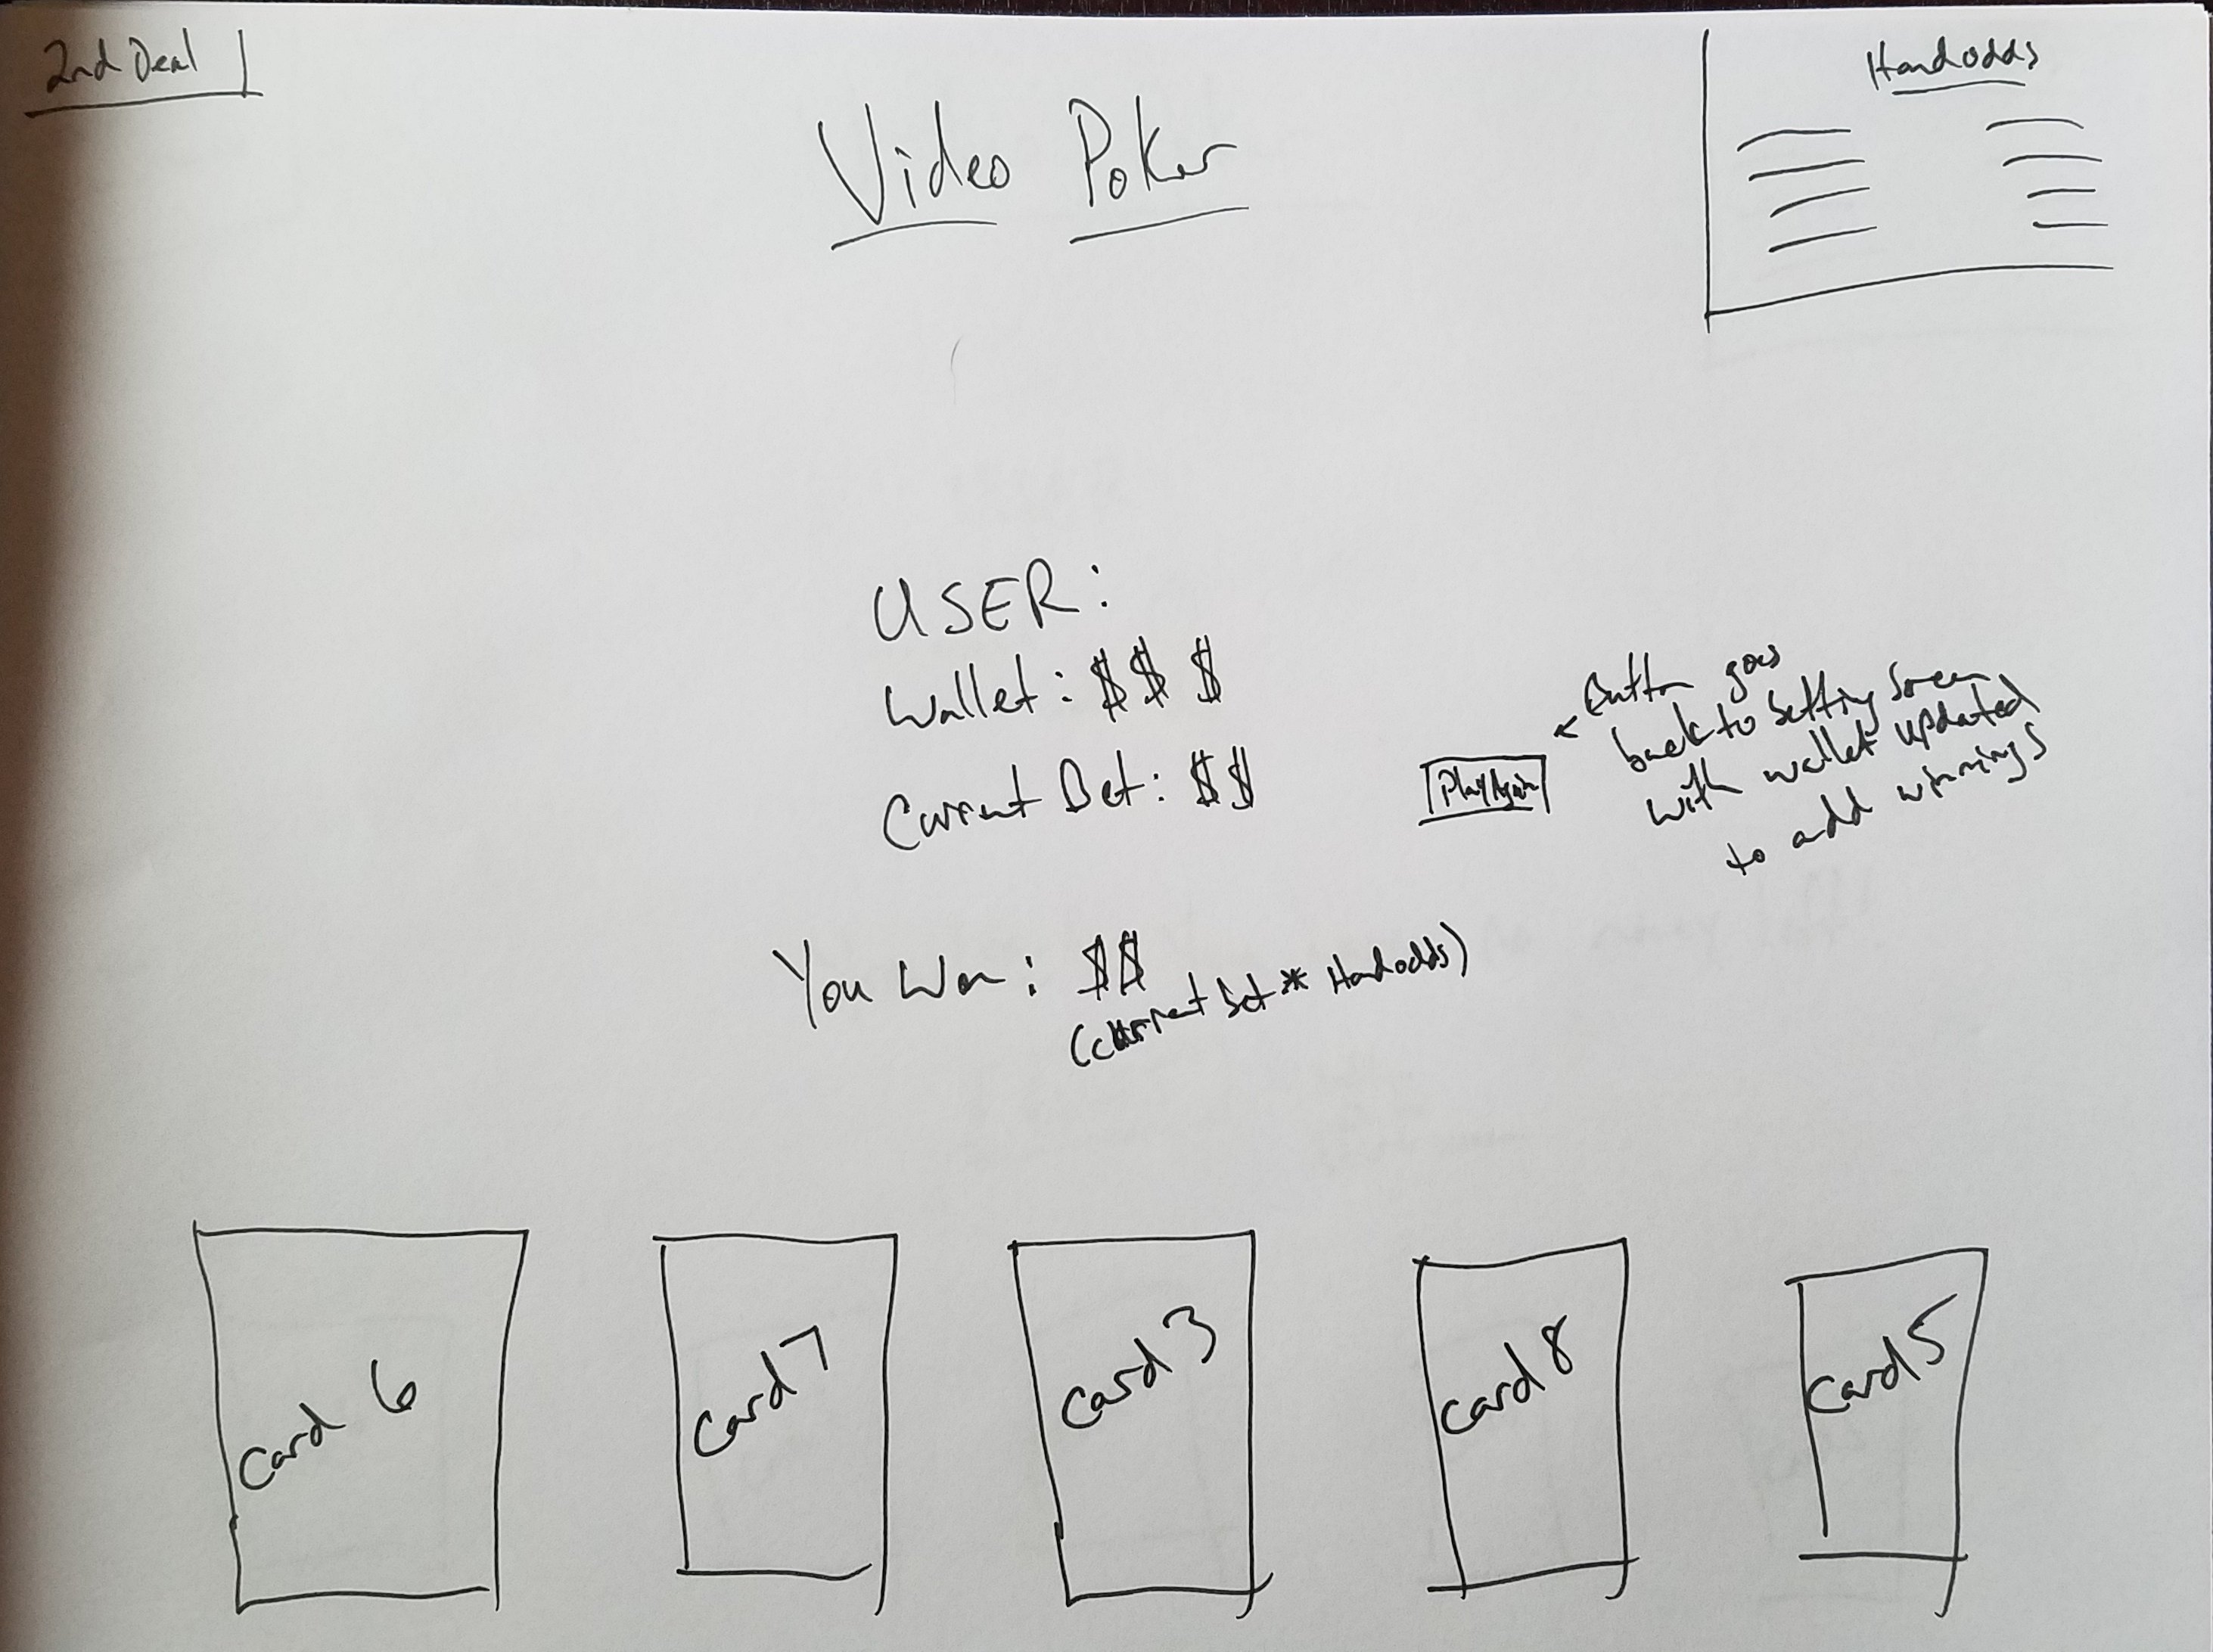 2nd Deal
Handodds
Video Poker
USER:
Wallet: $$ $
Current Bet: $$
Play Again
< Button goes
back to betting screen
with wallet updated
to add winnings
You Won: $$
(current bet * Handodds)
Card 6
Card 7
Card 3
Card 8
Card 5